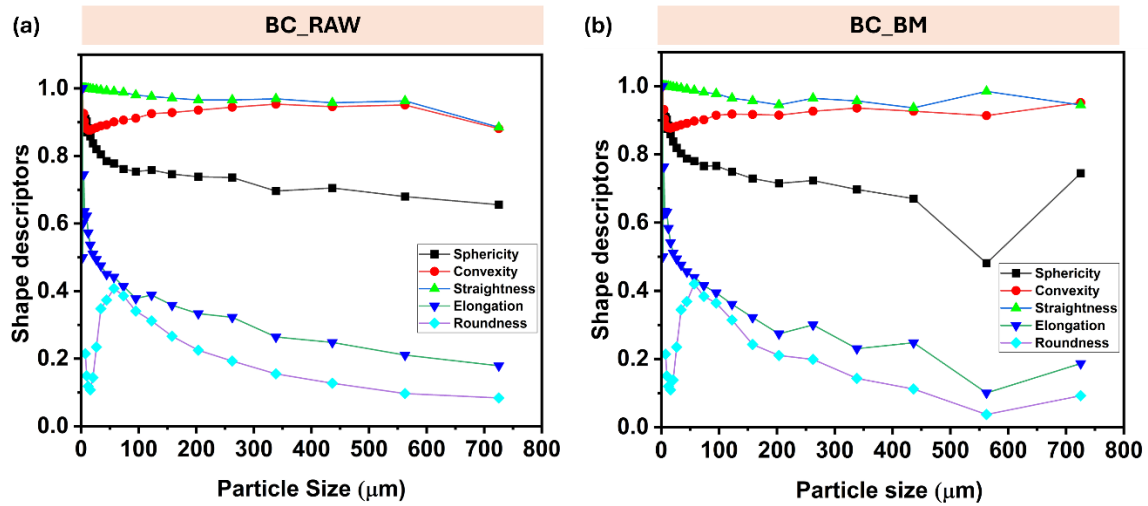 (a)
BC_RAW
Shape descriptors
1.0
0.8
0.6
0.4
0.2
0.0
Sphericity
Convexity
Straightness
Elongation
Roundness
0 100 200 300 400 500 600 700 800
Particle Size (μm)
(b)
BC_BM
Shape descriptors
1.0
0.8
0.6
0.4
0.2
0.0
Sphericity
Convexity
Straightness
Elongation
Roundness
0 100 200 300 400 500 600 700 800
Particle size (μm)